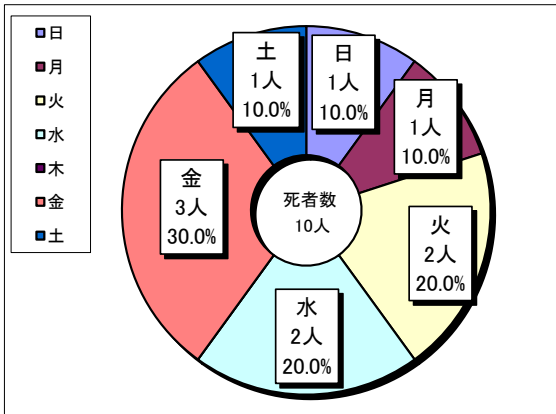 日
月
火
水
木
金
土
土
1人
10.0%
日
1人
10.0%
月
1人
10.0%
火
2人
20.0%
水
2人
20.0%
金
3人
30.0%
死者数
10人